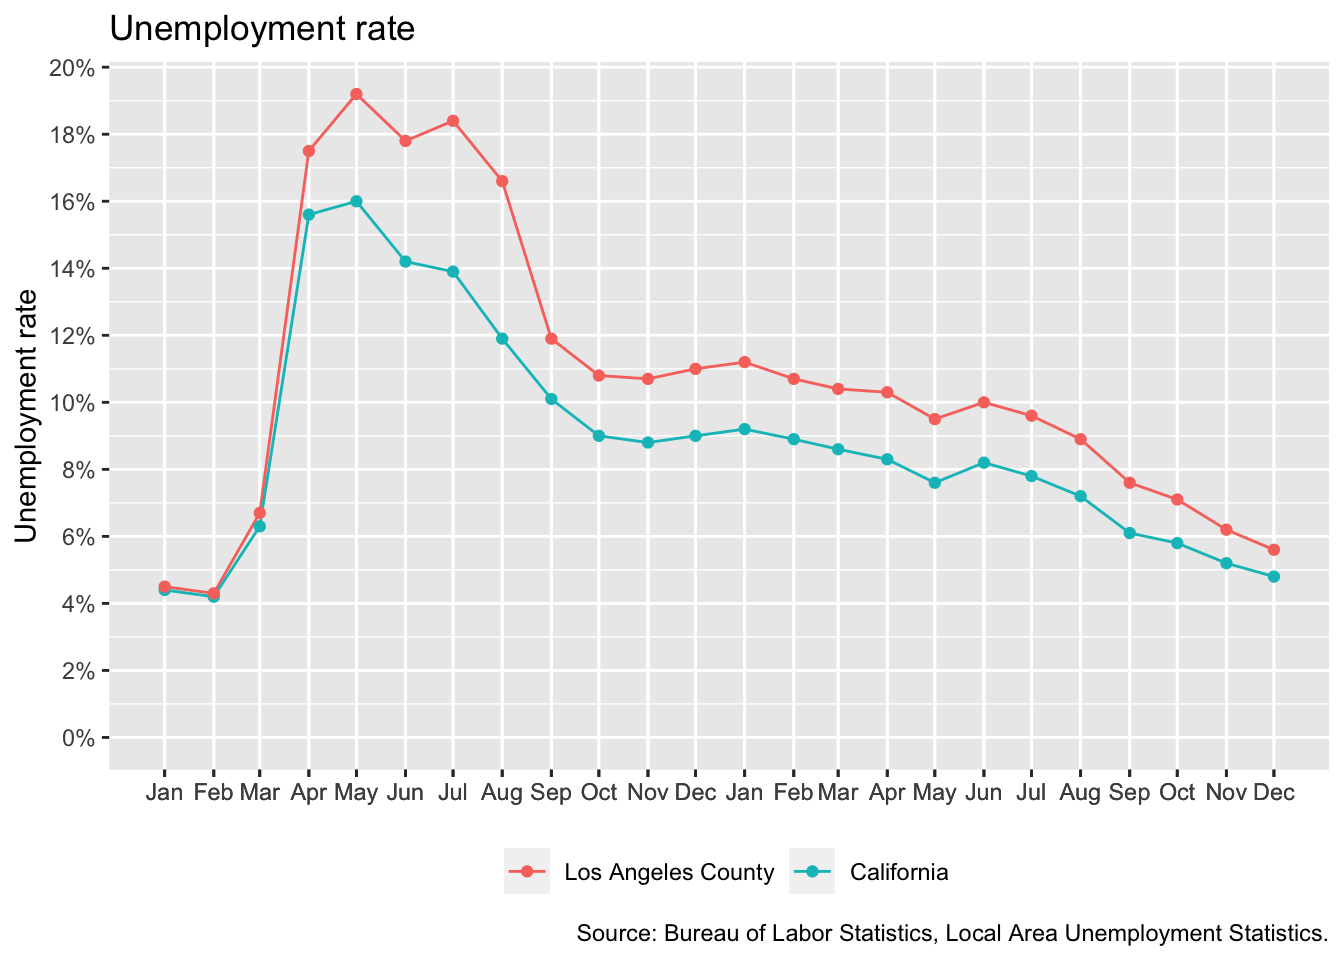 Unemployment rate
Unemployment rate
20%
18%
16%
14%
12%
10%
8%
6%
4%
2%
0%
Jan Feb Mar Apr May Jun Jul Aug Sep Oct Nov Dec Jan Feb Mar Apr May Jun Jul Aug Sep Oct Nov Dec
Los Angeles County California
Source: Bureau of Labor Statistics, Local Area Unemployment Statistics.